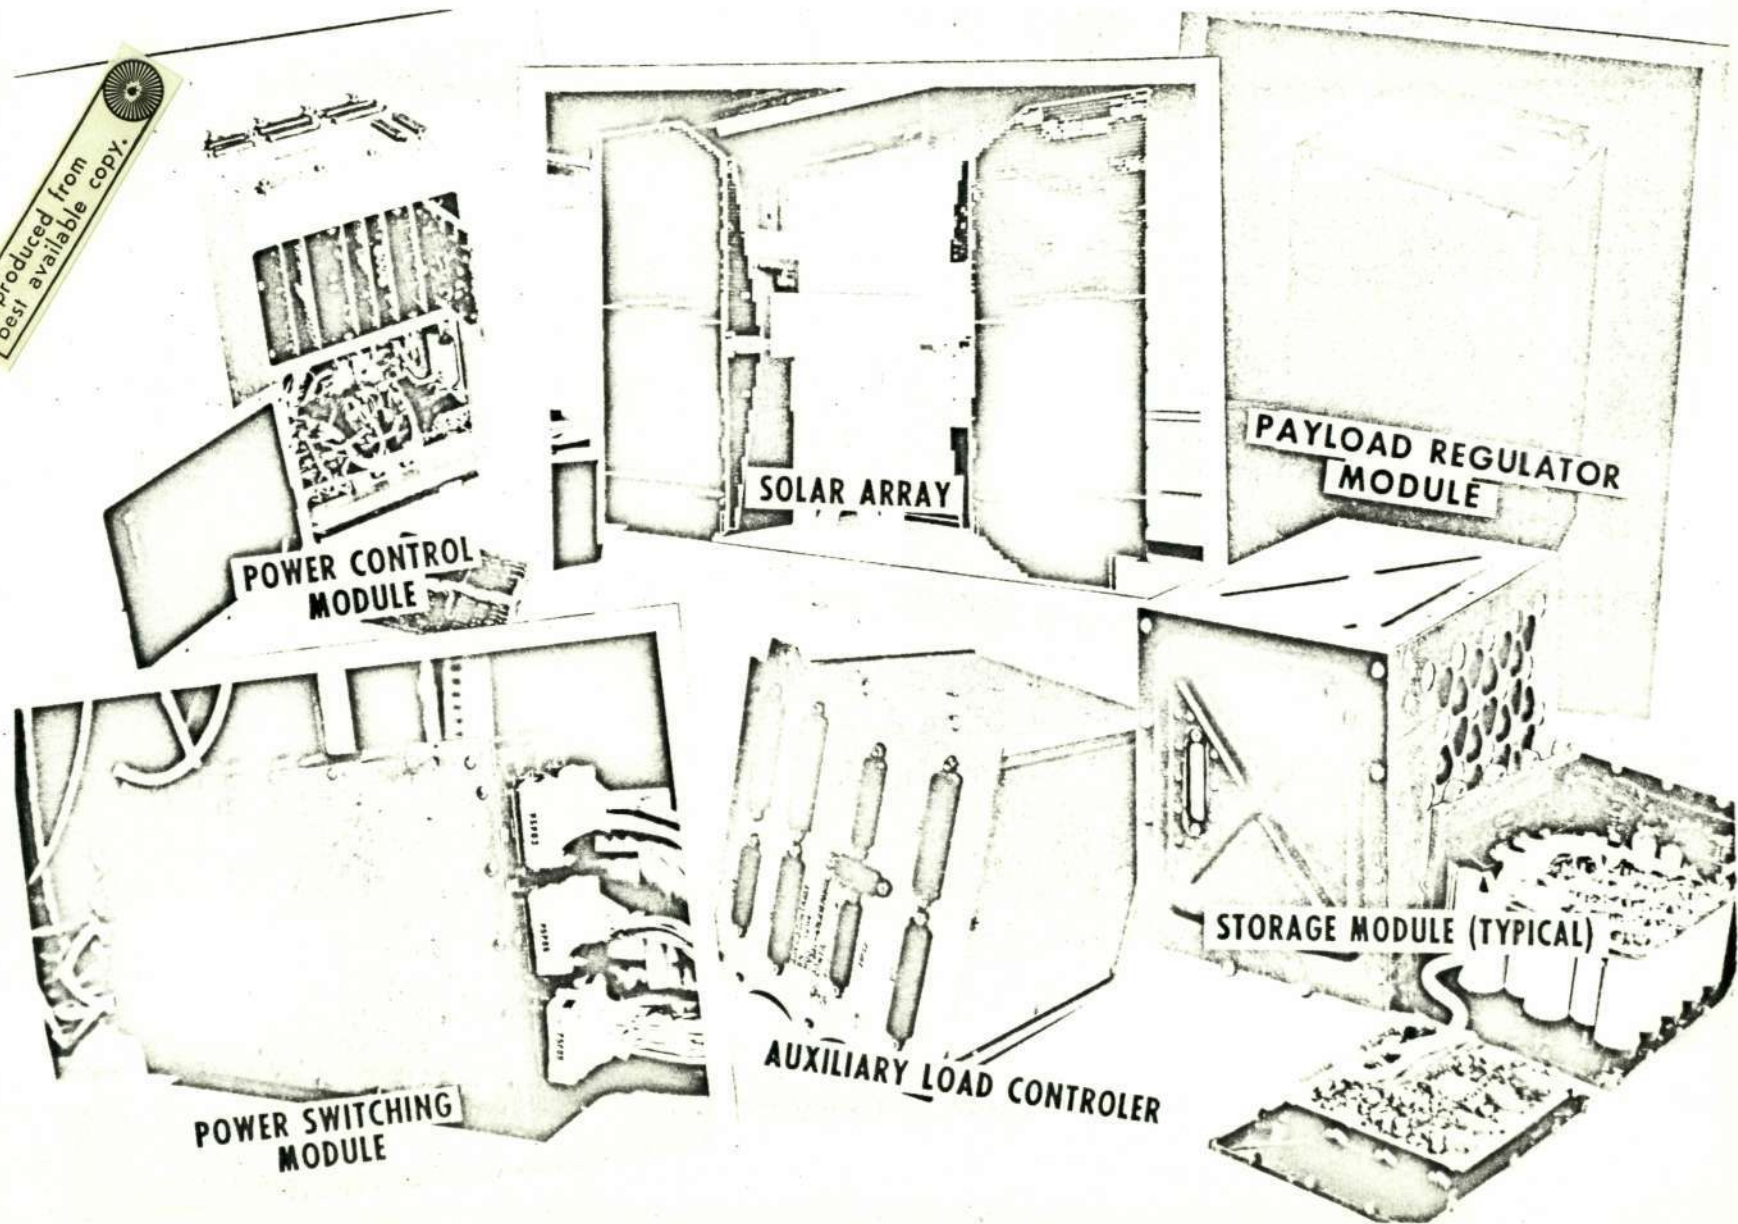 produced from
best available copy.
POWER CONTROL
MODULE
SOLAR ARRAY
PAYLOAD REGULATOR
MODULE
POWER SWITCHING
MODULE
AUXILIARY LOAD CONTROLER
STORAGE MODULE (TYPICAL)